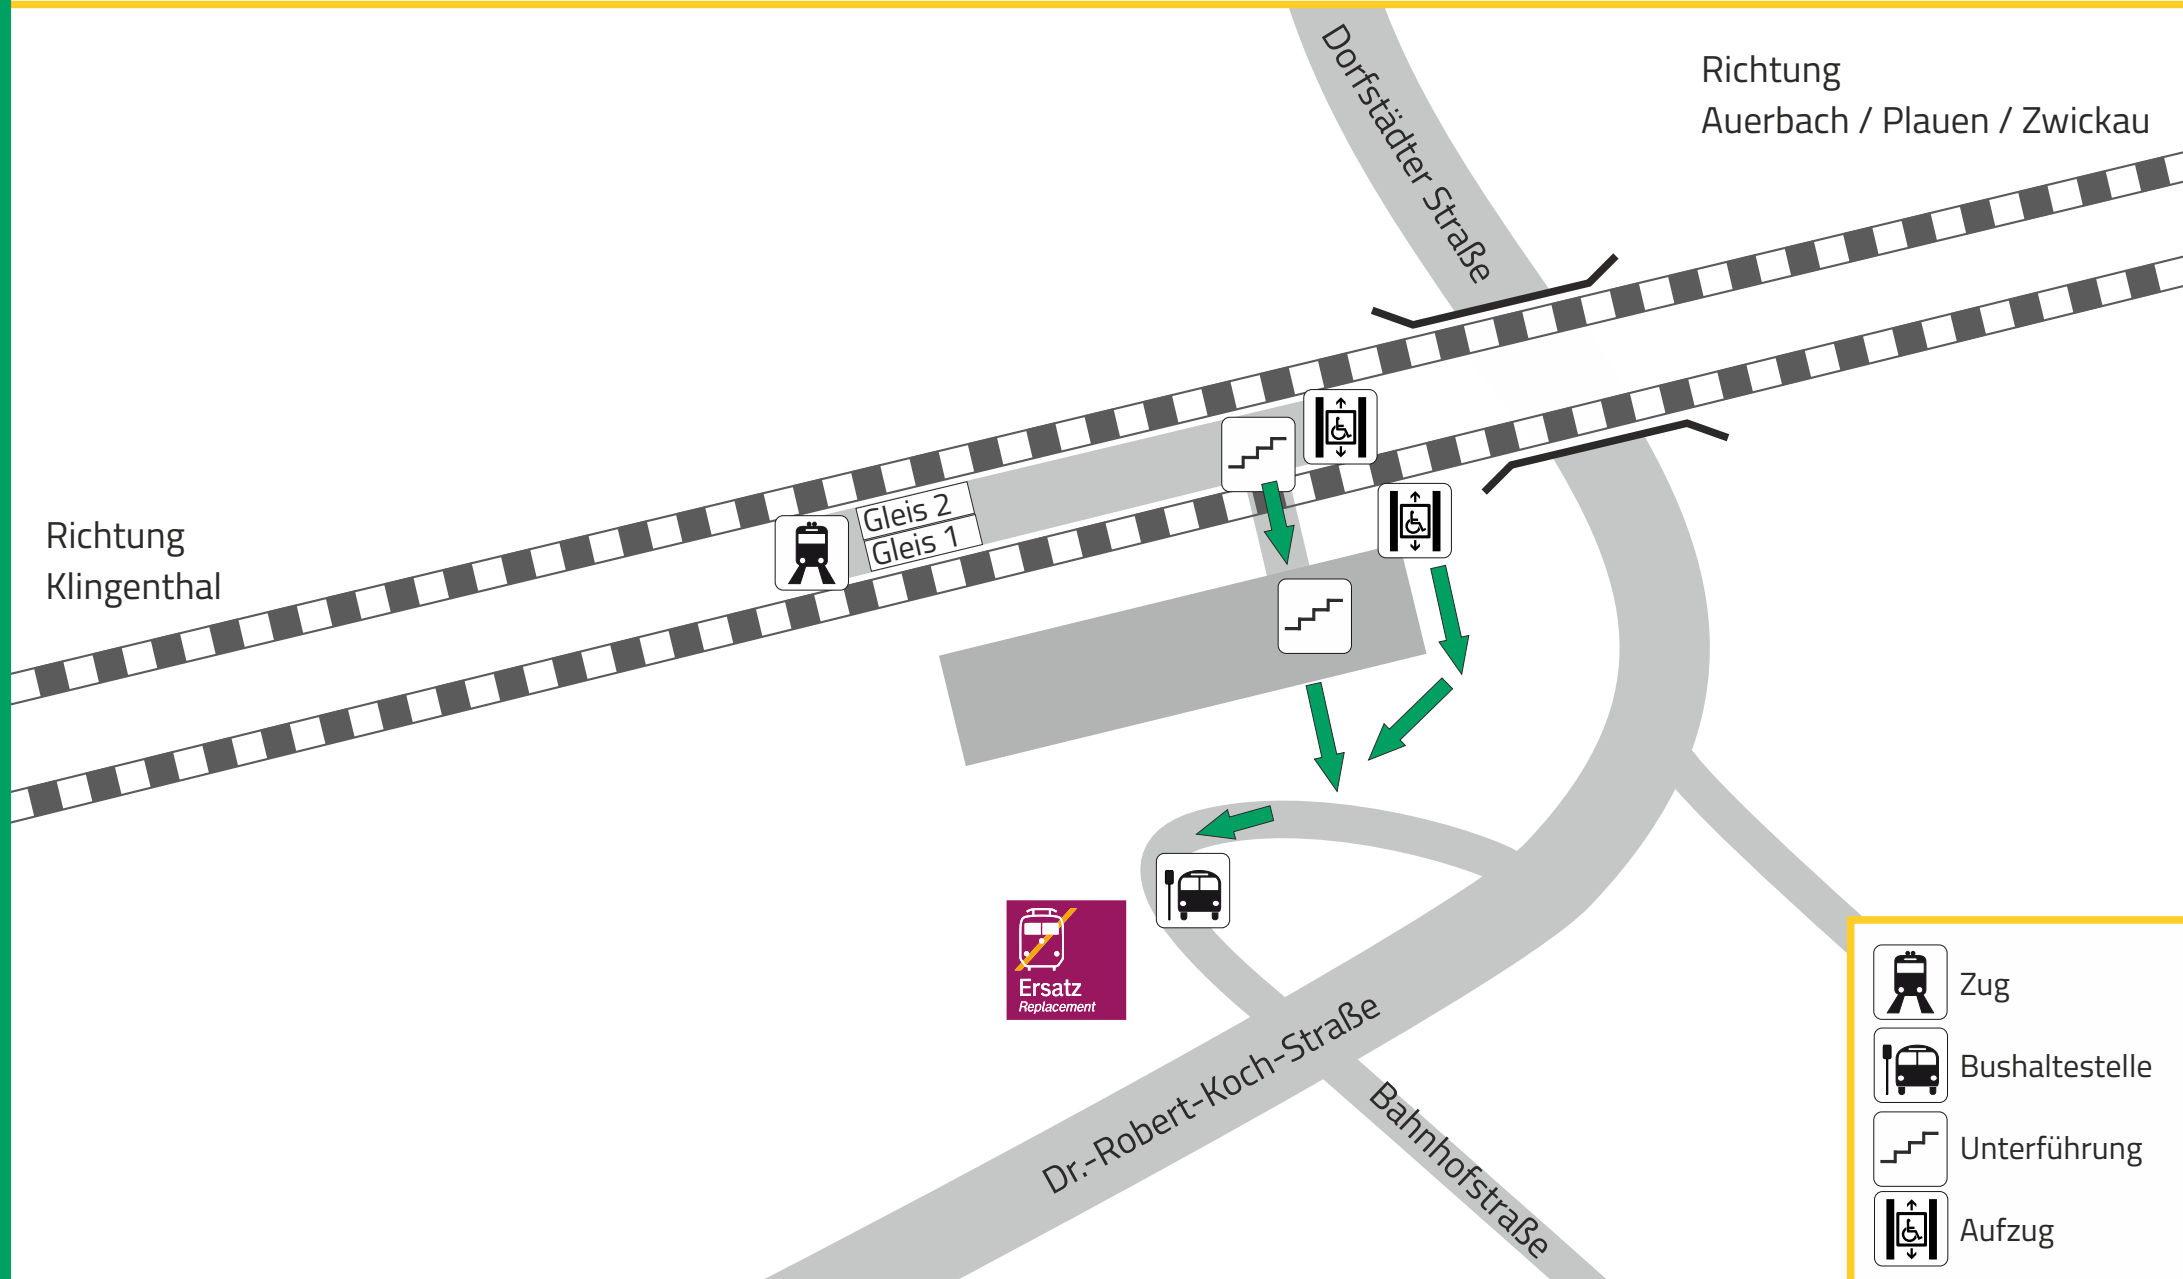 Dorfstädter Straße
Richtung
Auerbach / Plauen / Zwickau
Richtung
Klingenthal
Gleis 2
Gleis 1
Ersatz
Replacement
Dr.-Robert-Koch-Straße
Bahnhofstraße
Zug
Bushaltestelle
Unterführung
Aufzug